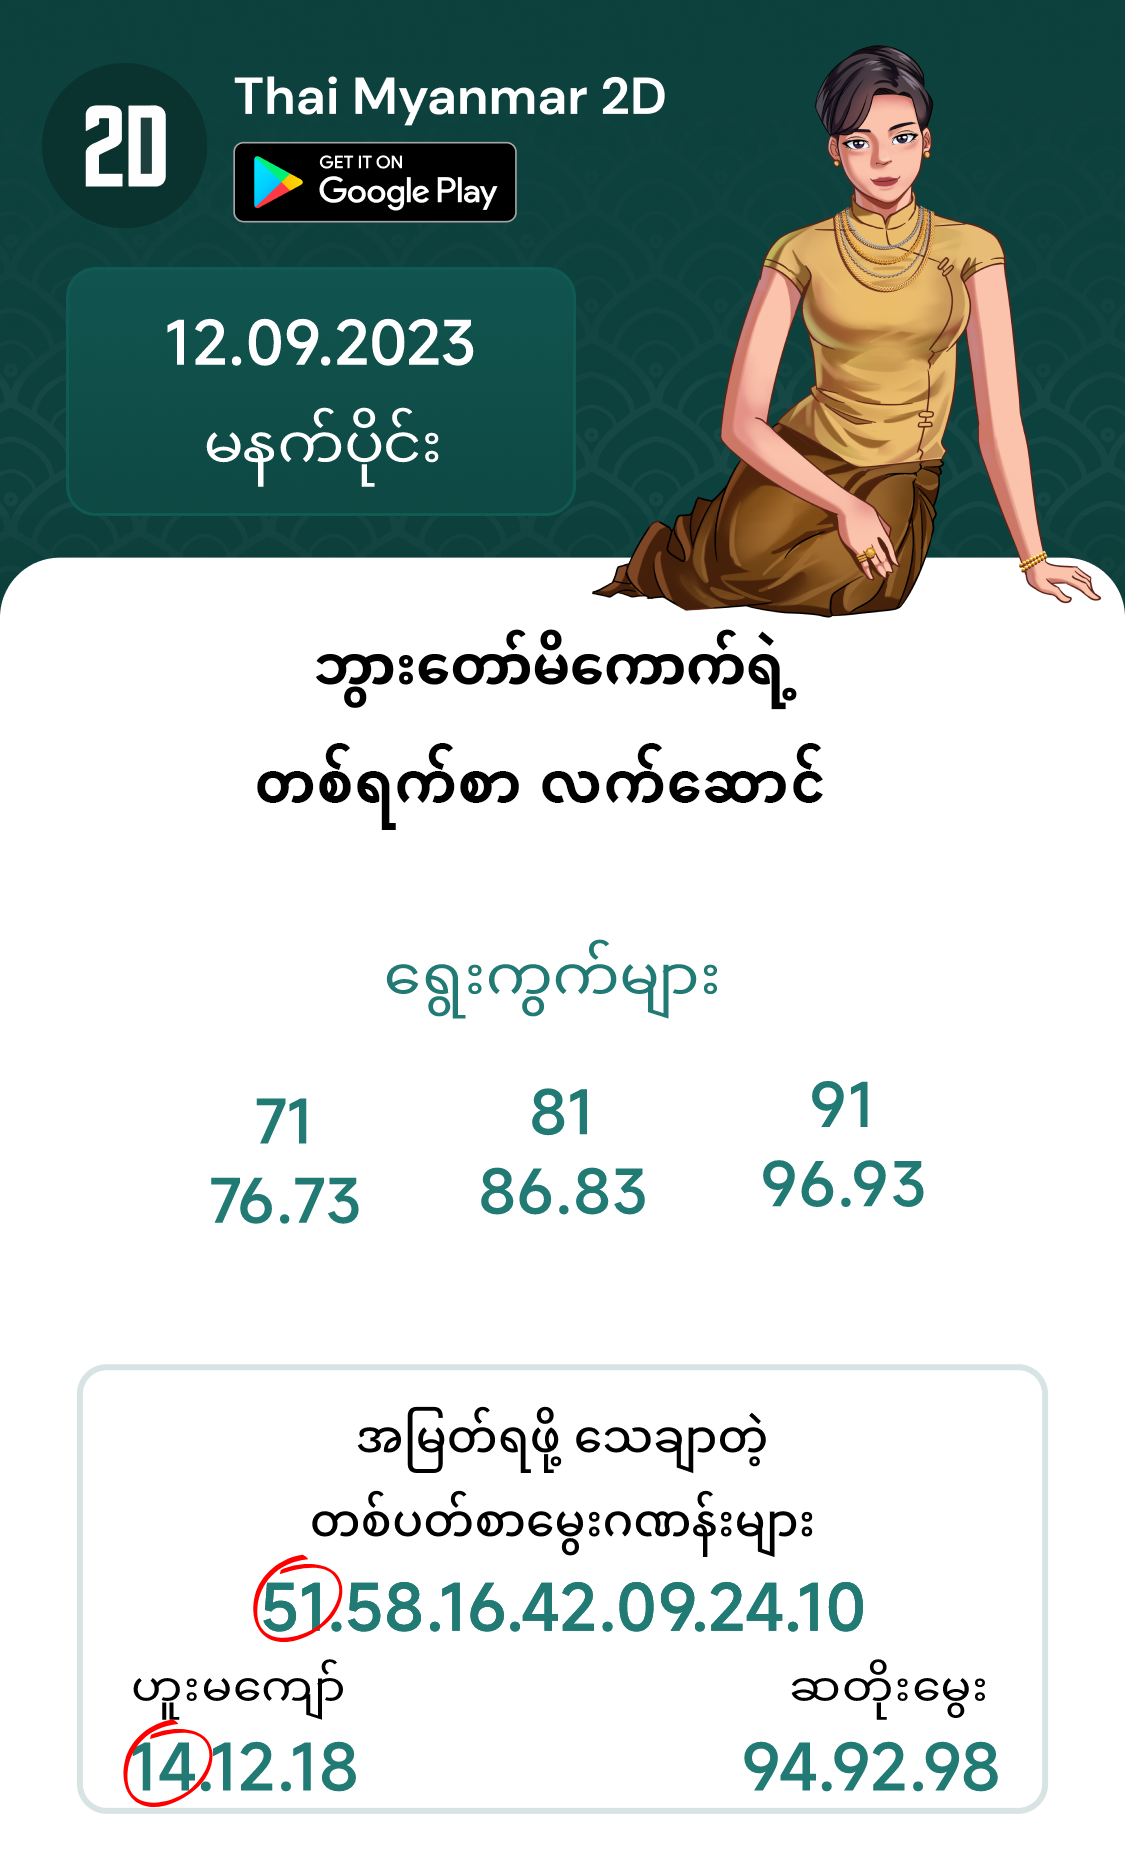 2D
Thai Myanmar 2D
GET IT ON
Google Play
12.09.2023
မနက်ပိုင်း
ဘွားတော်မိကောက်ရဲ့
တစ်ရက်စာ လက်ဆောင်
ရွေးကွက်များ
71 81 91
76.73 86.83 96.93
အမြတ်ရဖို့ သေချာတဲ့
တစ်ပတ်စာမွေးဂဏန်းများ
51.58.16.42.09.24.10
ဟူးမကျော် ဆတိုးမွေး
14.12.18 94.92.98